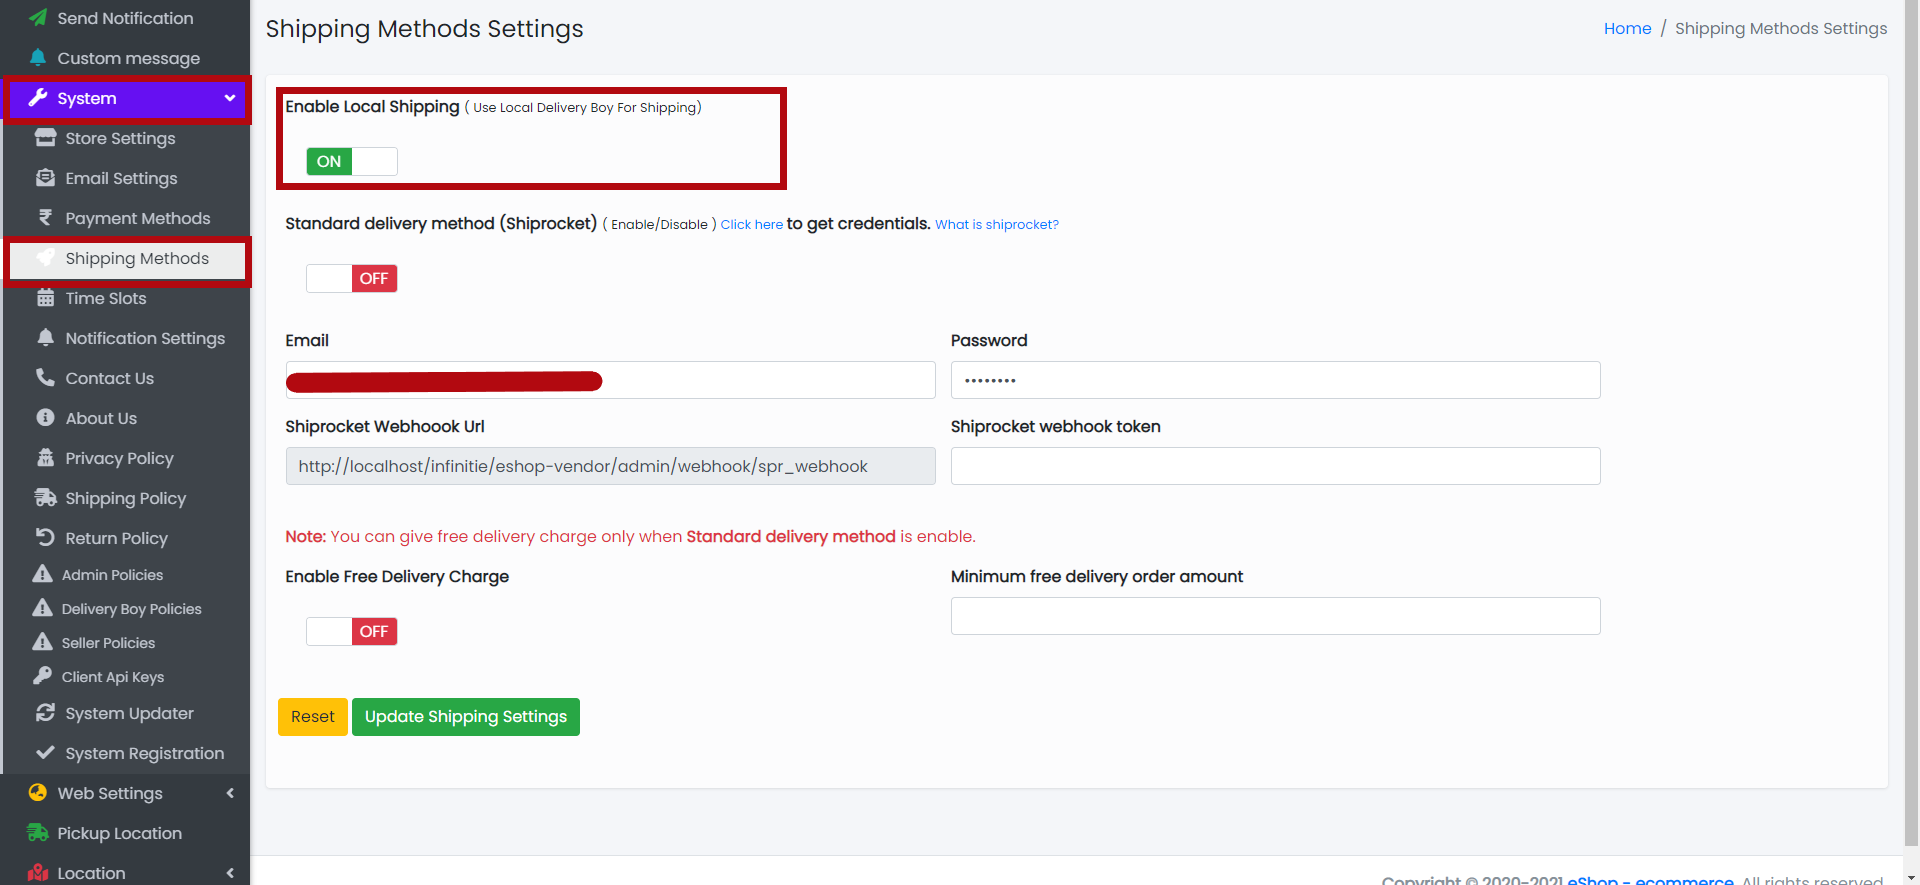 Send Notification
Custom message
System
Store Settings
Email Settings
Payment Methods
Shipping Methods
Time Slots
Notification Settings
Contact Us
About Us
Privacy Policy
Shipping Policy
Return Policy
Admin Policies
Delivery Boy Policies
Seller Policies
Client Api Keys
System Updater
System Registration
Web Settings
Pickup Location
Location
Shipping Methods Settings
Home / Shipping Methods Settings
Enable Local Shipping ( Use Local Delivery Boy For Shipping)
ON
Standard delivery method (Shiprocket) ( Enable/Disable ) Click here to get credentials. What is shiprocket?
OFF
Email
Password
••••••••
Shiprocket Webhoook Url
Shiprocket webhook token
http://localhost/infinitie/eshop-vendor/admin/webhook/spr_webhook
Note: You can give free delivery charge only when Standard delivery method is enable.
Enable Free Delivery Charge
Minimum free delivery order amount
OFF
Reset
Update Shipping Settings
Copyright © 2020-2021 eShop - ecommerce. All rights reserved.